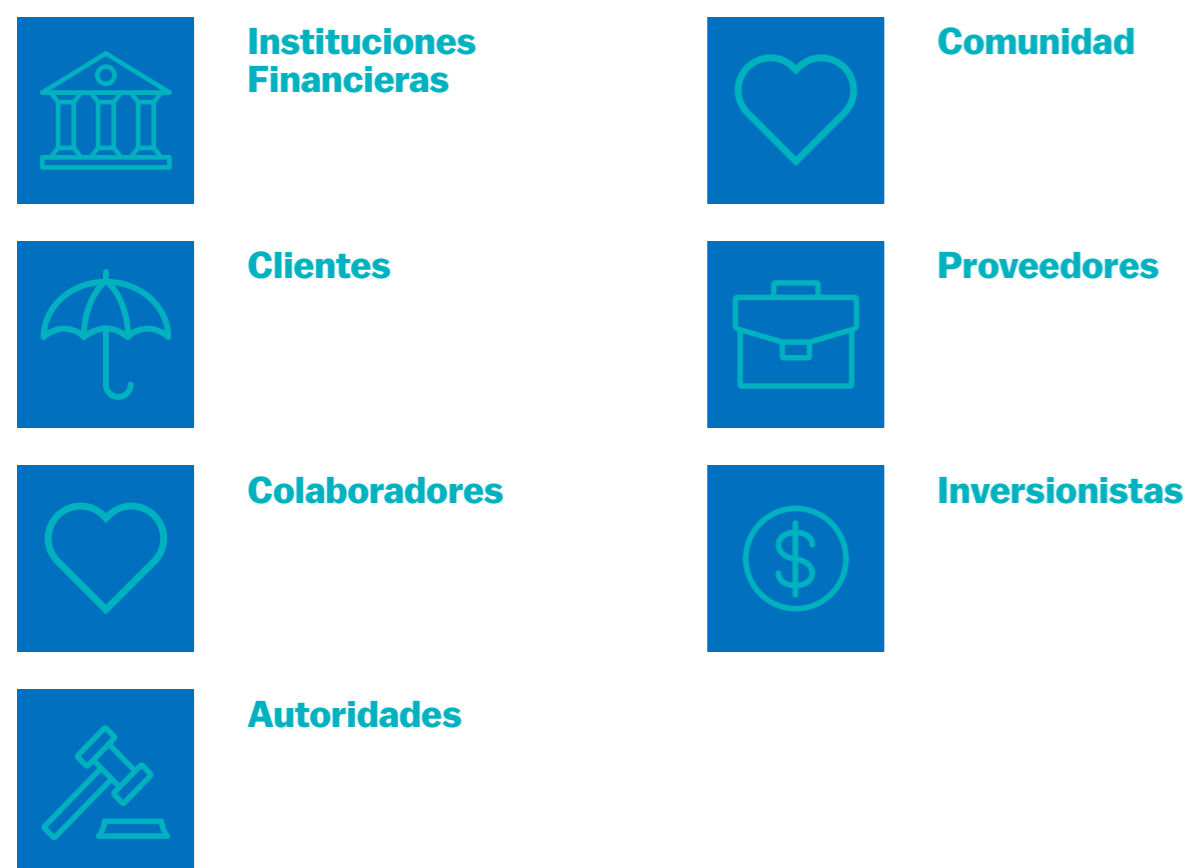 Instituciones
Financieras
Clientes
Colaboradores
Autoridades
Comunidad
Proveedores
Inversionistas